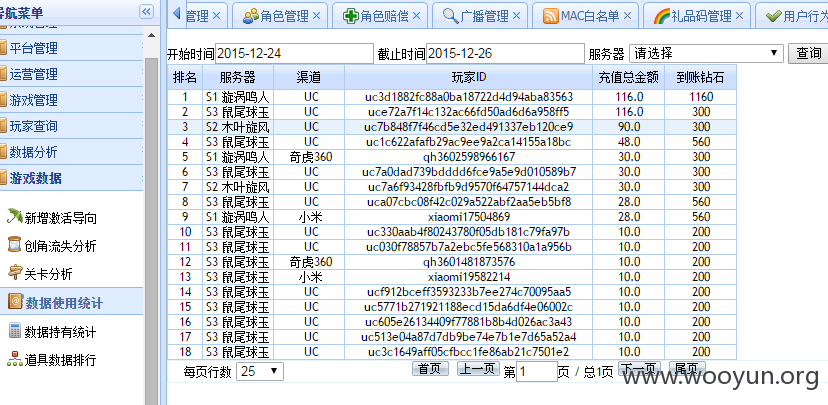 导航菜单
管理
角色管理
角色赔偿
广播管理
MAC白名单
礼品码管理
用户行为
平台管理
运营管理
游戏管理
玩家查询
数据分析
游戏数据
新增激活导向
创角流失分析
关卡分析
数据使用统计
数据持有统计
道具数据排行
开始时间 2015-12-24 截止时间 2015-12-26 服务器 请选择 查询
排名 服务器 渠道 玩家ID 充值总金额 到账钻石
1 S1 漩涡鸣人 UC uc3d1882fc88a0ba18722d4d94aba83563 116.0 1160
2 S3 鼠尾球玉 UC uce72a7f14c132ac66fd50ad6d6a958ff5 116.0 300
3 S2 木叶旋风 UC uc7b848f7f46cd5e32ed491337eb120ce9 90.0 300
4 S3 鼠尾球玉 UC uc1c622afafb29ac9ee9a2ca14155a18bc 48.0 560
5 S1 漩涡鸣人 奇虎360 qh3602598966167 30.0 300
6 S3 鼠尾球玉 UC uc7a0dad739bdddd6fce9a5e9d010589b7 30.0 300
7 S2 木叶旋风 UC uc7a6f93428fbfb9d9570f64757144dca2 30.0 300
8 S3 鼠尾球玉 UC uca07cbc08f42c029a522abf2aa5eb5bf8 28.0 560
9 S1 漩涡鸣人 小米 xiaomi17504869 28.0 560
10 S3 鼠尾球玉 UC uc330aab4f80243780f05db181c79fa97b 10.0 200
11 S3 鼠尾球玉 UC uc030f78857b7a2ebc5fe568310a1a956b 10.0 200
12 S3 鼠尾球玉 奇虎360 qh3601481873576 10.0 200
13 S3 鼠尾球玉 小米 xiaomi19582214 10.0 200
14 S3 鼠尾球玉 UC ucf912bceff3593233b7ee274c70095aa5 10.0 200
15 S3 鼠尾球玉 UC uc5771b271921188ecd15da6df4e06002c 10.0 200
16 S3 鼠尾球玉 UC uc605e26134409f77881b8b4d026ac3a43 10.0 200
17 S3 鼠尾球玉 UC uc513e04a87d7db9be74e7b1e7d65a52a4 10.0 200
18 S3 鼠尾球玉 UC uc3c1649aff05cfbcc1fe86ab21c7501e2 10.0 200
每页行数 25 首页 上一页 第 1 页 / 总1页 下一页 尾页
www.wooyun.org